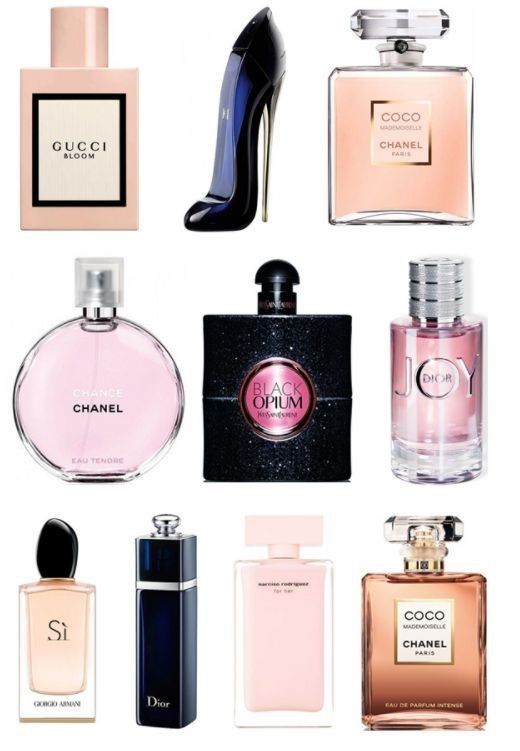 GUCCI
BLOOM
COCO
MADEMOISELLE
CHANEL
PARIS
CHANCE
CHANEL
EAU TENDRE
YVESSAINTLAURENT
BLACK
OPIUM
YVESSAINTLAURENT
JOY
DIOR
Sì
GIORGIO ARMANI
Dior
narciso rodriguez
for her
COCO
MADEMOISELLE
CHANEL
PARIS
EAU DE PARFUM INTENSE